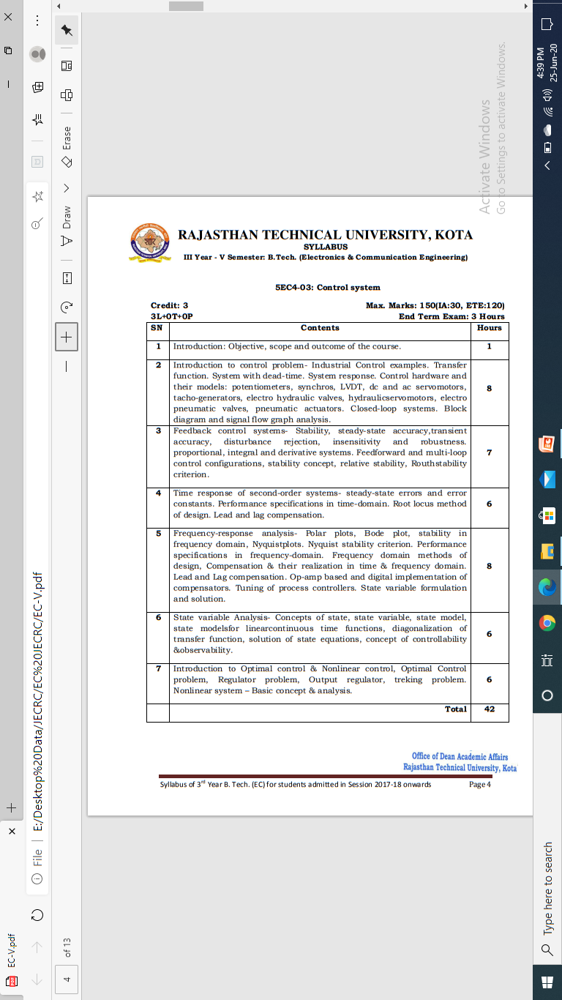 RAJASTHAN TECHNICAL UNIVERSITY, KOTA
SYLLABUS
III Year - V Semester: B.Tech. (Electronics & Communication Engineering)
5EC4-03: Control system
Credit: 3 Max. Marks: 150(IA:30, ETE:120)
3L+0T+0P End Term Exam: 3 Hours
SN Contents Hours
1 Introduction: Objective, scope and outcome of the course. 1
2 Introduction to control problem- Industrial Control examples. Transfer
function. System with dead-time. System response. Control hardware and
their models: potentiometers, synchros, LVDT, dc and ac servomotors,
tacho-generators, electro hydraulic valves, hydraulicservomotors, electro
pneumatic valves, pneumatic actuators. Closed-loop systems. Block
diagram and signal flow graph analysis.
8
3 Feedback control systems- Stability, steady-state accuracy,transient
accuracy, disturbance rejection, insensitivity and robustness.
proportional, integral and derivative systems. Feedforward and multi-loop
control configurations, stability concept, relative stability, Routhstability
criterion.
7
4 Time response of second-order systems- steady-state errors and error
constants. Performance specifications in time-domain. Root locus method
of design. Lead and lag compensation.
6
5 Frequency-response analysis- Polar plots, Bode plot, stability in
frequency domain, Nyquistplots. Nyquist stability criterion. Performance
specifications in frequency-domain. Frequency domain methods of
design, Compensation & their realization in time & frequency domain.
Lead and Lag compensation. Op-amp based and digital implementation of
compensators. Tuning of process controllers. State variable formulation
and solution.
8
6 State variable Analysis- Concepts of state, state variable, state model,
state modelsfor linearcontinuous time functions, diagonalization of
transfer function, solution of state equations, concept of controllability
&observability.
6
7 Introduction to Optimal control & Nonlinear control, Optimal Control
problem, Regulator problem, Output regulator, treking problem.
Nonlinear system – Basic concept & analysis.
6
Total 42
Office of Dean Academic Affairs
Rajasthan Technical University, Kota
Syllabus of 3rd Year B. Tech. (EC) for students admitted in Session 2017-18 onwards Page 4
EC-V.pdf
File E:/Desktop%20Data/JECRC/EC%20JECRC/EC-V.pdf
4 of 13
Draw
Erase
Activate Windows
Go to Settings to activate Windows.
Type here to search
4:39 PM
25-Jun-20